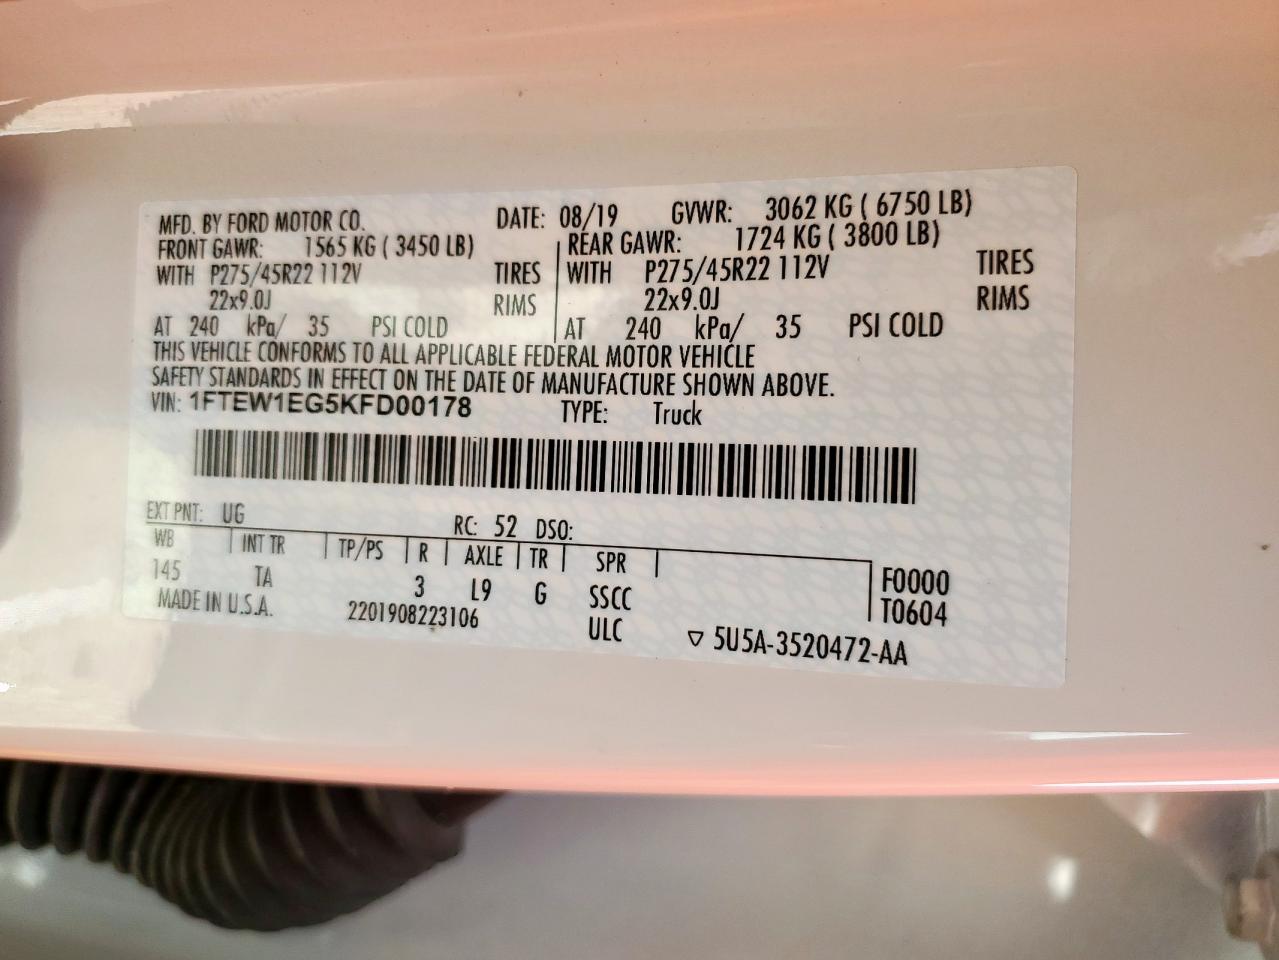 MFD. BY FORD MOTOR CO. DATE: 08/19 GVWR: 3062 KG ( 6750 LB)
FRONT GAWR: 1565 KG ( 3450 LB) REAR GAWR: 1724 KG ( 3800 LB)
WITH P275/45R22 112V TIRES WITH P275/45R22 112V TIRES
22x9.0J RIMS 22x9.0J RIMS
AT 240 kPa/ 35 PSI COLD AT 240 kPa/ 35 PSI COLD
THIS VEHICLE CONFORMS TO ALL APPLICABLE FEDERAL MOTOR VEHICLE
SAFETY STANDARDS IN EFFECT ON THE DATE OF MANUFACTURE SHOWN ABOVE.
VIN: 1FTEW1EG5KFD00178 TYPE: Truck
EXT PNT: UG RC: 52 DSO:
WB INT TR TP/PS R AXLE TR SPR F0000
145 TA 3 L9 G SSCC T0604
MADE IN U.S.A. 2201908223106 ULC ▽ 5U5A-3520472-AA